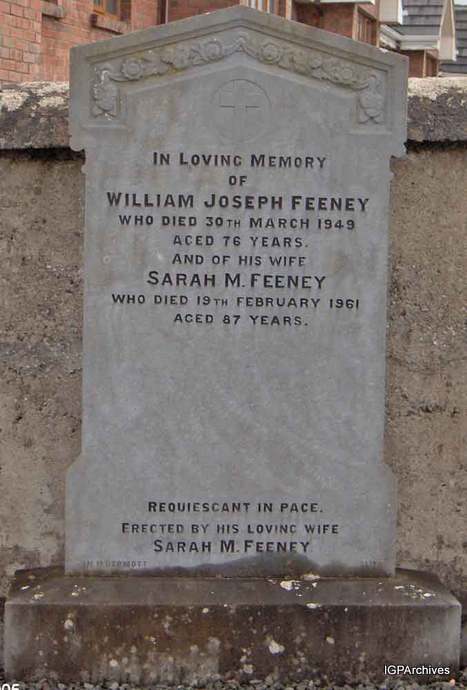 In Loving Memory
OF
WILLIAM JOSEPH FEENEY
WHO DIED 30TH MARCH 1949
AGED 76 YEARS.
AND OF HIS WIFE
SARAH M. FEENEY
WHO DIED 19TH FEBRUARY 1961
AGED 87 YEARS.
REQUIESCANT IN PACE.
ERECTED BY HIS LOVING WIFE
SARAH M. FEENEY
IGPArchives